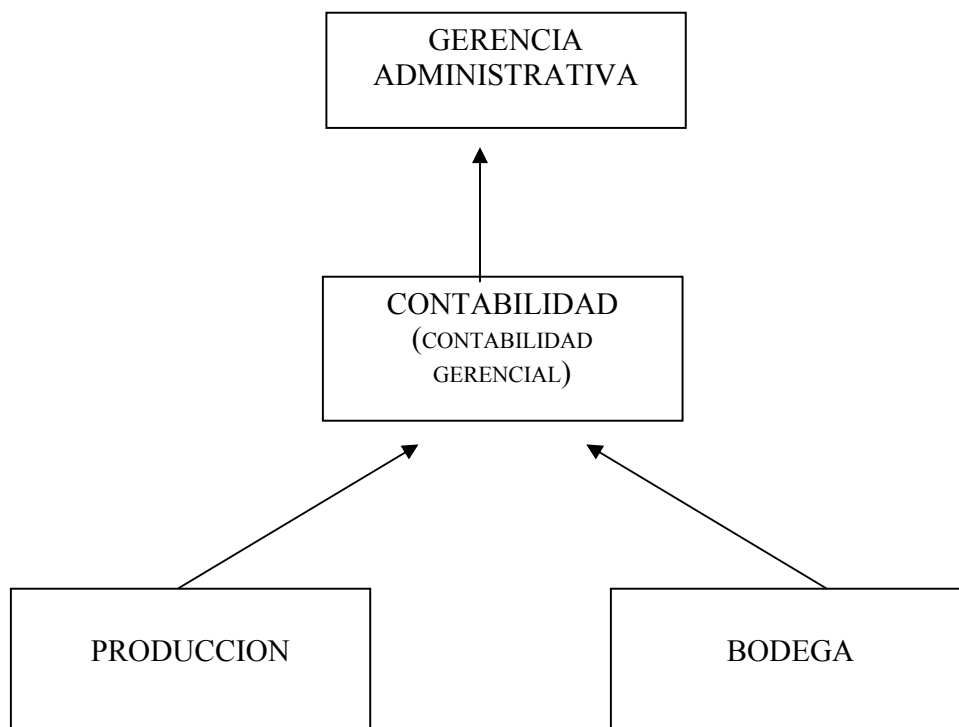 GERENCIA
ADMINISTRATIVA
CONTABILIDAD
(CONTABILIDAD
GERENCIAL)
PRODUCCION
BODEGA